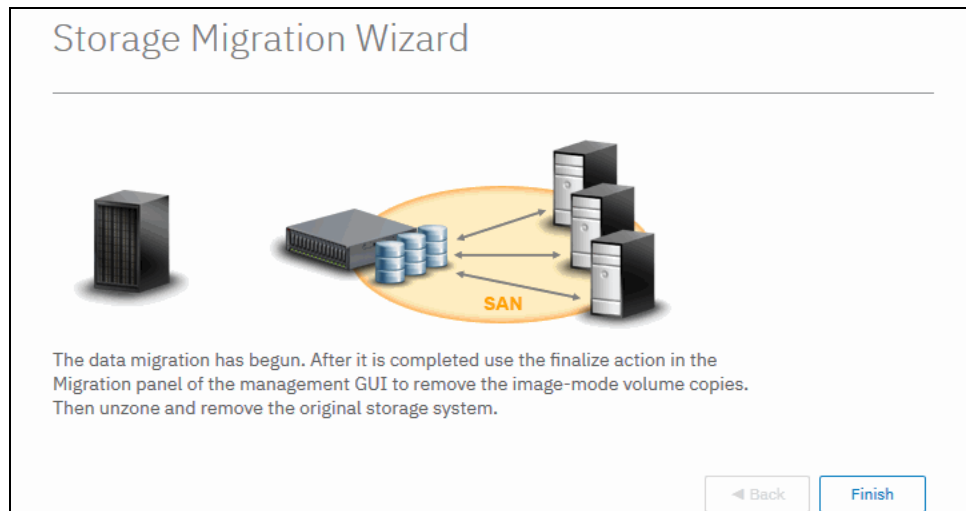 Storage Migration Wizard
SAN
The data migration has begun. After it is completed use the finalize action in the
Migration panel of the management GUI to remove the image-mode volume copies.
Then unzone and remove the original storage system.
◀ Back
Finish